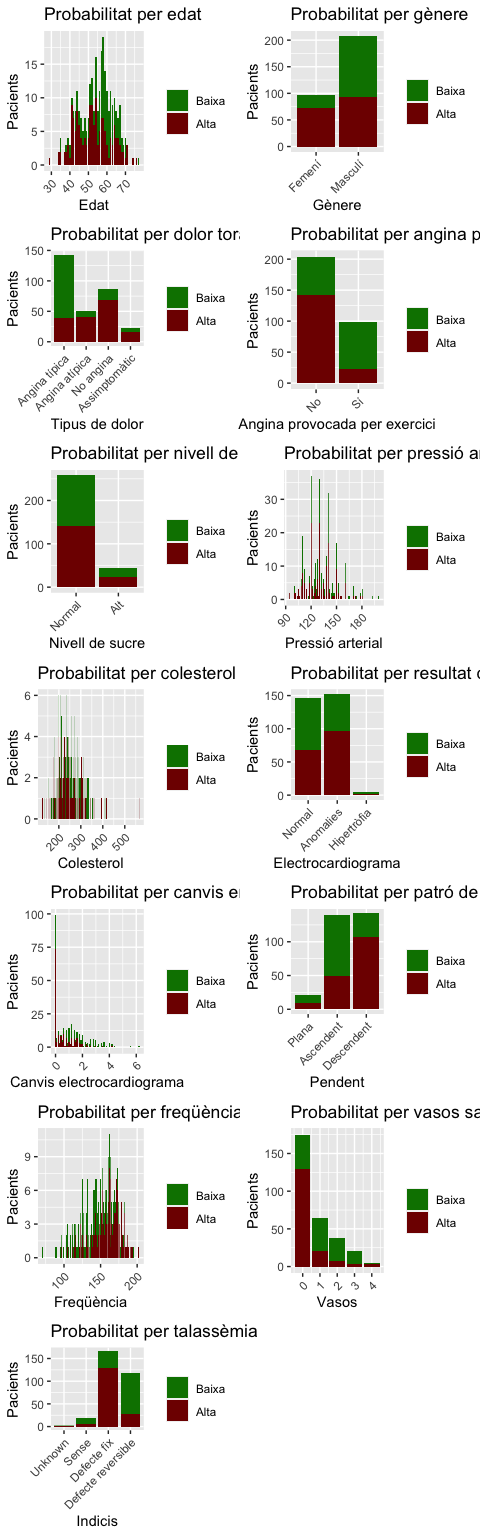 Probabilitat per edat
Pacients
15
10
5
0
30
40
50
60
70
Edat
Baixa
Alta
Probabilitat per gènere
Pacients
200
150
100
50
0
Femení
Masculí
Gènere
Baixa
Alta
Probabilitat per dolor tor
Pacients
150
100
50
0
Angina típica
Angina atípica
No angina
Assimptomàtic
Tipus de dolor
Baixa
Alta
Probabilitat per angina p
Pacients
200
150
100
50
0
No
Sí
Angina provocada per exercici
Baixa
Alta
Probabilitat per nivell de
Pacients
200
100
0
Normal
Alt
Nivell de sucre
Baixa
Alta
Probabilitat per pressió a
Pacients
30
20
10
0
90
120
150
180
Pressió arterial
Baixa
Alta
Probabilitat per colesterol
Pacients
6
4
2
0
200
300
400
500
Colesterol
Baixa
Alta
Probabilitat per resultat
Pacients
150
100
50
0
Normal
Anomalies
Hipertròfia
Electrocardiograma
Baixa
Alta
Probabilitat per canvis e
Pacients
100
75
50
25
0
0
2
4
6
Canvis electrocardiograma
Baixa
Alta
Probabilitat per patró de
Pacients
100
50
0
Plana
Ascendent
Descendent
Pendent
Baixa
Alta
Probabilitat per freqüència
Pacients
9
6
3
0
100
150
200
Freqüència
Baixa
Alta
Probabilitat per vasos sa
Pacients
150
100
50
0
0
1
2
3
4
Vasos
Baixa
Alta
Probabilitat per talassèmia
Pacients
150
100
50
0
Unknown
Sense
Defecte fix
Defecte reversible
Indicis
Baixa
Alta